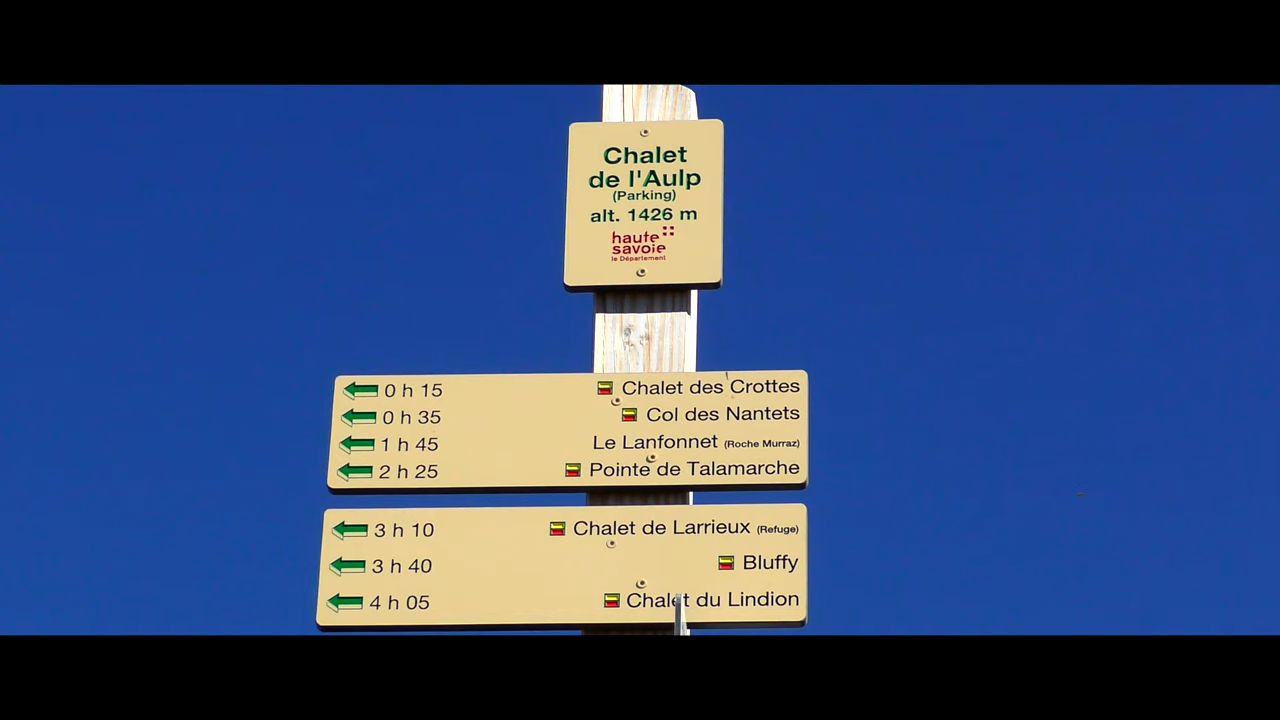 Chalet
de l'Aulp
(Parking)
alt. 1426 m
haute
savoie
le Département
0 h 15 Chalet des Crottes
0 h 35 Col des Nantets
1 h 45 Le Lanfonnet (Roche Murraz)
2 h 25 Pointe de Talamarche
3 h 10 Chalet de Larrieux (Refuge)
3 h 40 Bluffy
4 h 05 Chalet du Lindion